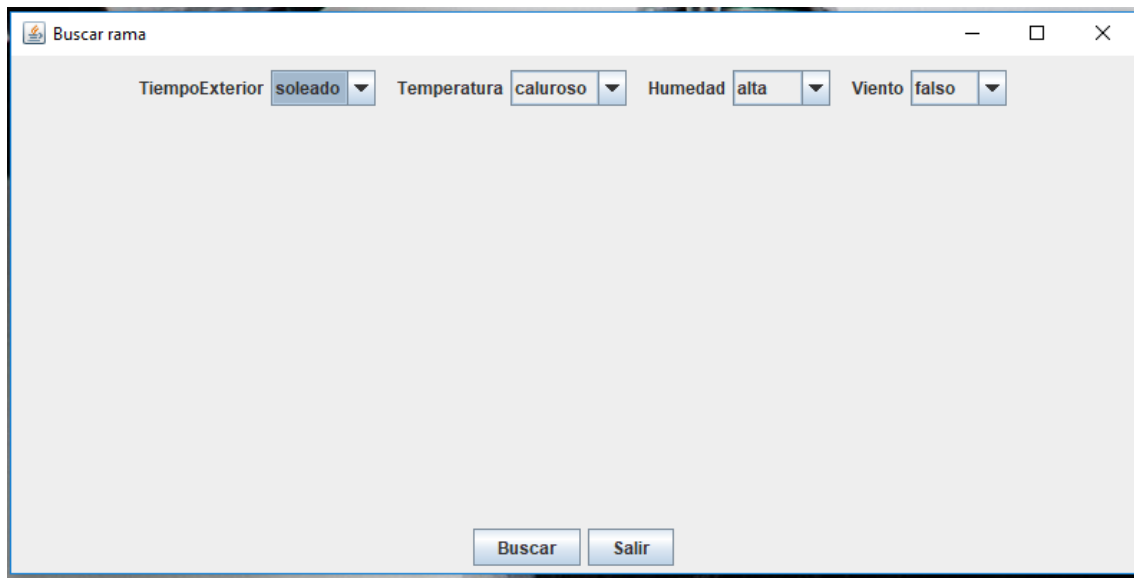 Buscar rama
TiempoExterior soleado Temperatura caluroso Humedad alta Viento falso
Buscar Salir